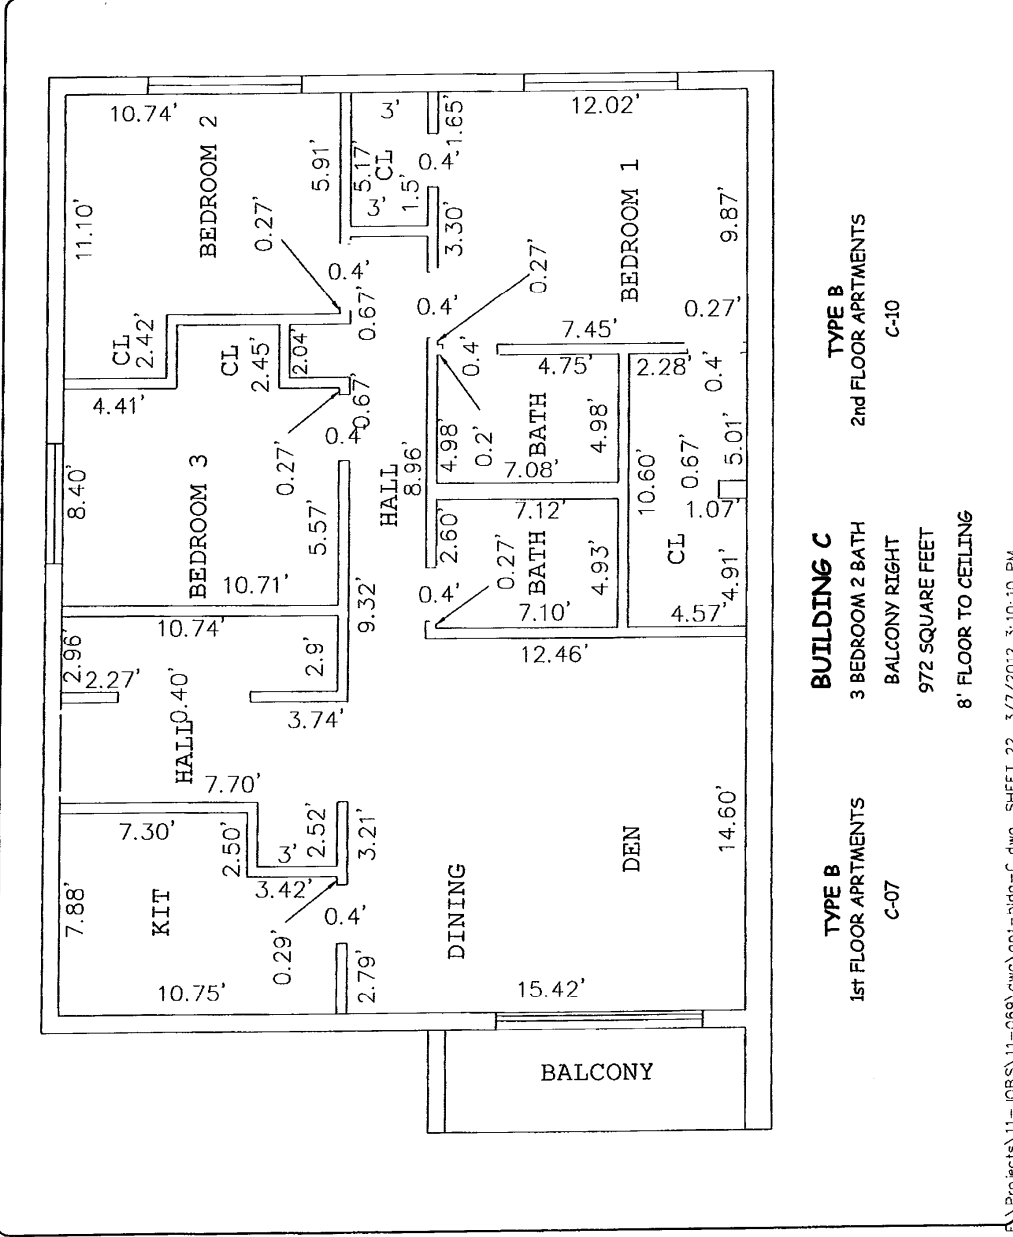 10.74'
11.10'
BEDROOM 2
0.27'
5.91'
3'
5.17'
CL
3'
1.5'
1.65'
0.4'
3.30'
12.02'
BEDROOM 1
9.87'
0.4'
0.67'
0.4'
0.27'
0.27'
CL
2.42'
CL
2.45'
2.04'
4.41'
0.67'
0.4'
0.27'
7.45'
0.4'
4.75'
2.28'
0.4'
8.40'
BEDROOM 3
5.57'
10.71'
HALL
8.96'
4.98'
0.2'
BATH
4.98'
7.08'
10.60'
0.67'
5.01'
1.07'
CL
4.91'
4.57'
7.12'
2.60'
0.27'
BATH
4.93'
0.4'
7.10'
12.46'
9.32'
10.74'
2.96'
2.27'
0.40'
HALL
2.9'
3.74'
7.70'
7.30'
2.50'
3'
2.52'
3.21'
3.42'
7.88'
KIT
0.29'
0.4'
10.75'
2.79'
DINING
DEN
14.60'
15.42'
BALCONY
TYPE B
1st FLOOR APRTMENTS
C-07
BUILDING C
3 BEDROOM 2 BATH
BALCONY RIGHT
972 SQUARE FEET
8' FLOOR TO CEILING
TYPE B
2nd FLOOR APRTMENTS
C-10
SHEET 22, 3/7/2012 3:10:10 PM